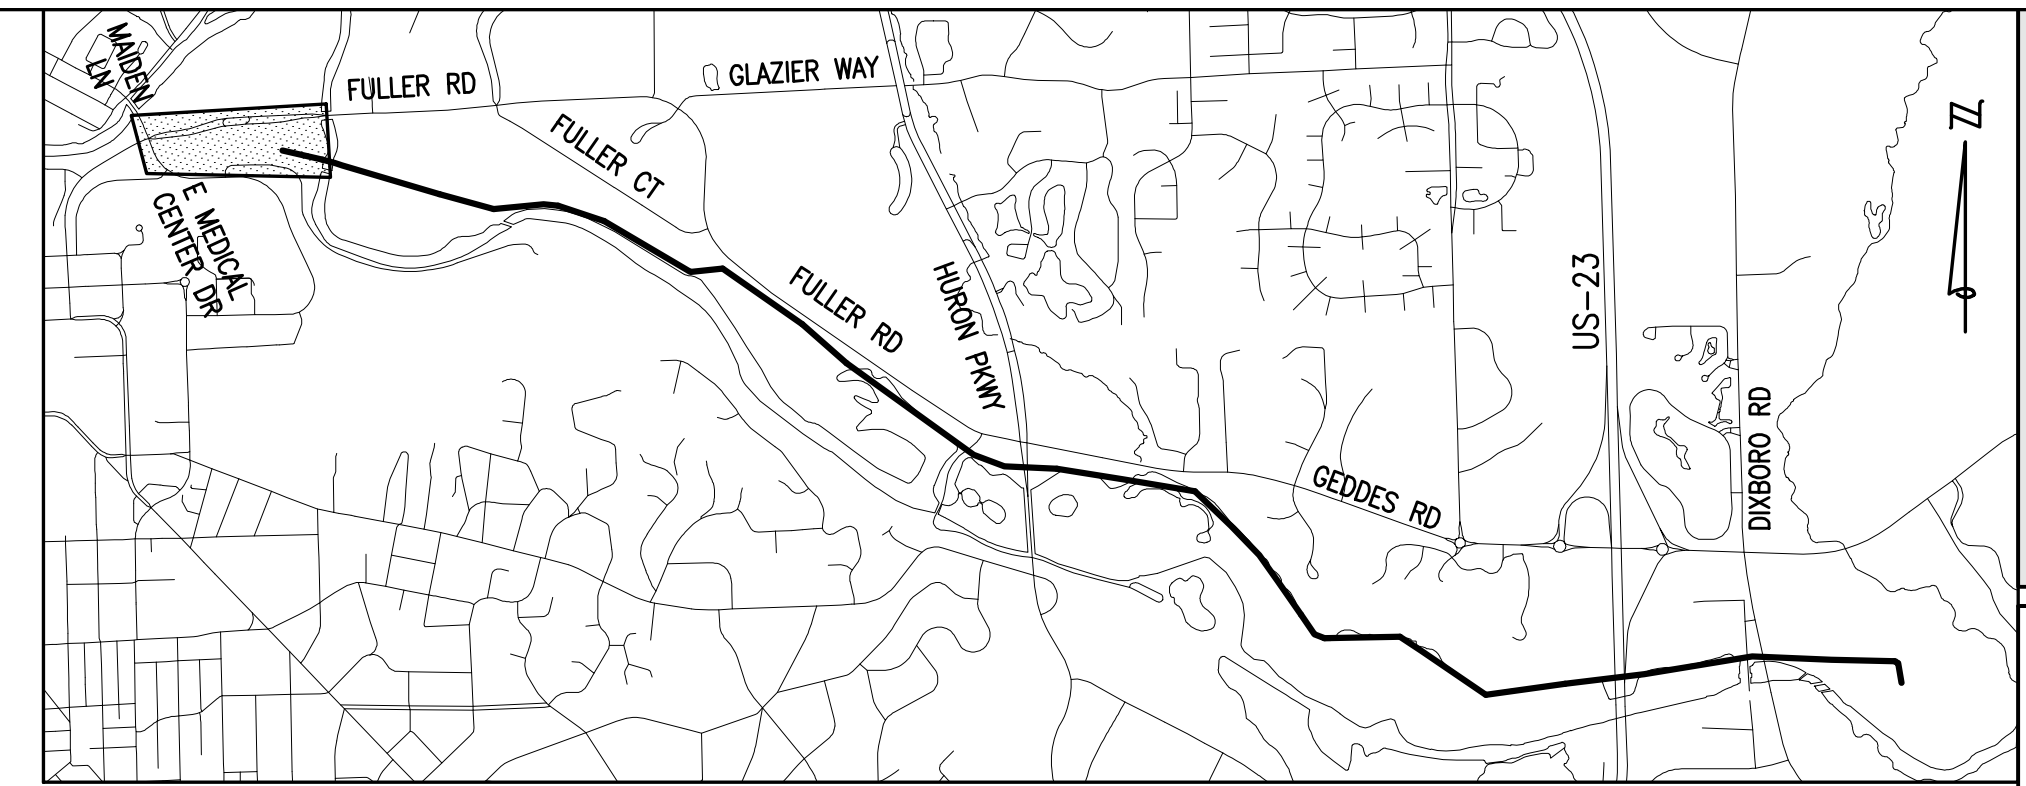 MAIDEN
LN
FULLER RD
GLAZIER WAY
FULLER CT
E MEDICAL
CENTER DR
FULLER RD
HURON PKWY
US-23
GEDDES RD
DIXBORO RD
N